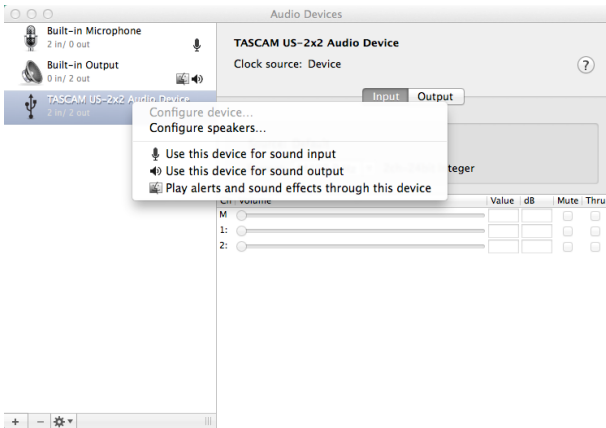 Audio Devices
Built-in Microphone
2 in/ 0 out
Built-in Output
0 in/ 2 out
TASCAM US-2x2 Audio Device
2 in/ 2 out
TASCAM US-2x2 Audio Device
Clock source: Device
?
Input Output
Configure device...
Configure speakers...
Use this device for sound input
Use this device for sound output
Play alerts and sound effects through this device
Ch Volume Value dB Mute Thru
M
1:
2:
+ −